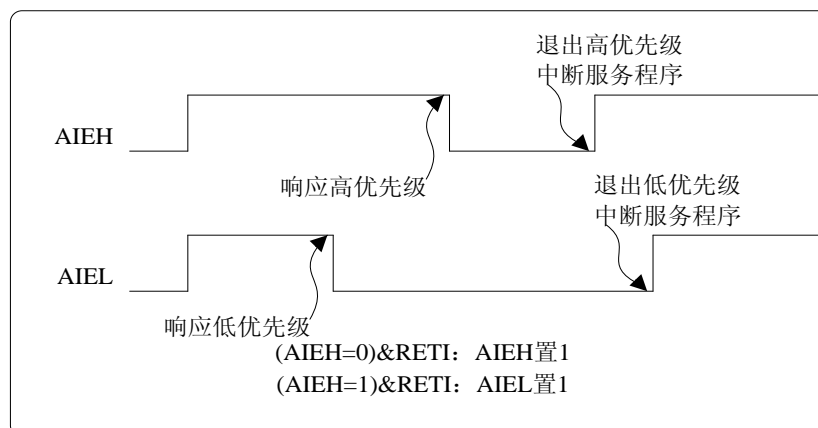 退出高优先级
中断服务程序
AIEH
响应高优先级
退出低优先级
中断服务程序
AIEL
响应低优先级
(AIEH=0)&RETI：AIEH置1
(AIEH=1)&RETI：AIEL置1